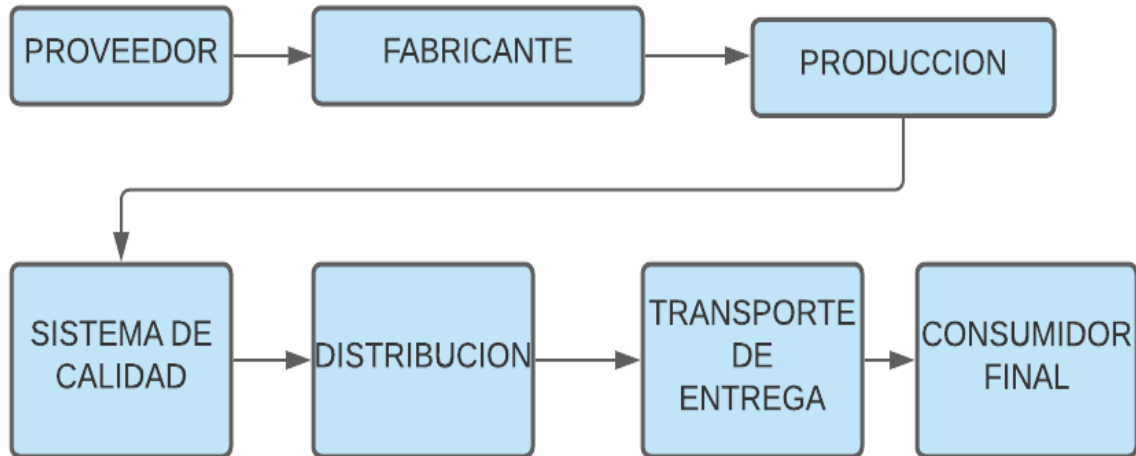 PROVEEDOR
FABRICANTE
PRODUCCION
SISTEMA DE
CALIDAD
DISTRIBUCION
TRANSPORTE
DE
ENTREGA
CONSUMIDOR
FINAL